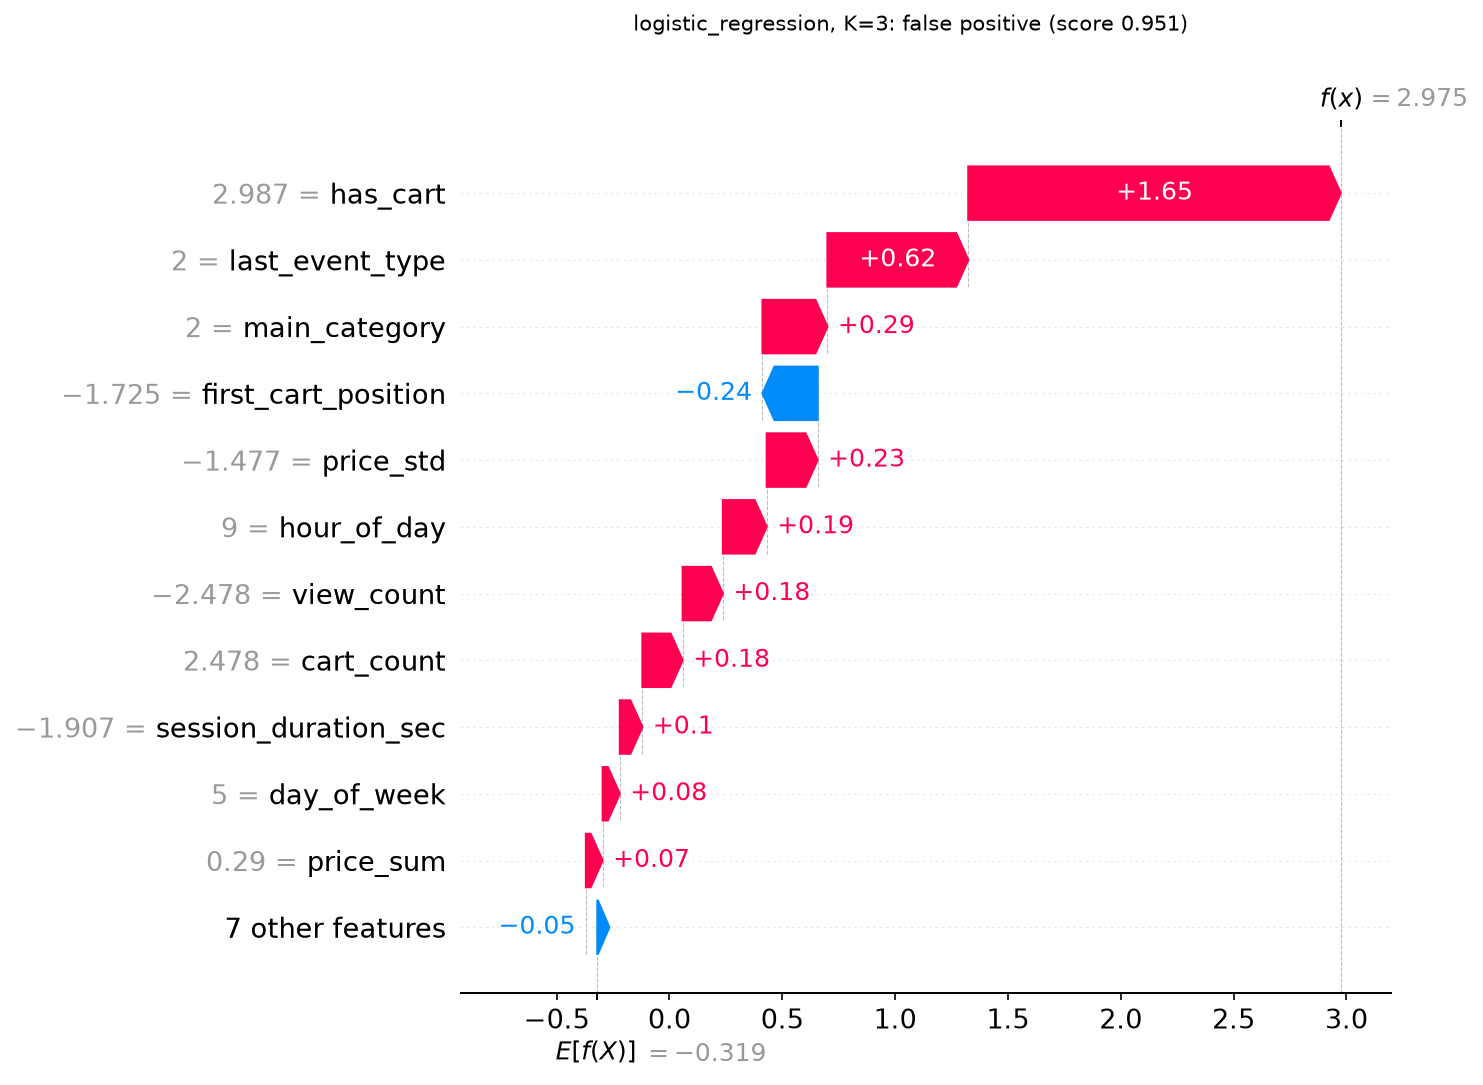 logistic_regression, K=3: false positive (score 0.951)
f(x) = 2.975
2.987 = has_cart +1.65
2 = last_event_type +0.62
2 = main_category +0.29
−1.725 = first_cart_position −0.24
−1.477 = price_std +0.23
9 = hour_of_day +0.19
−2.478 = view_count +0.18
2.478 = cart_count +0.18
−1.907 = session_duration_sec +0.1
5 = day_of_week +0.08
0.29 = price_sum +0.07
7 other features −0.05
−0.5 0.0 0.5 1.0 1.5 2.0 2.5 3.0
E[f(X)] = −0.319